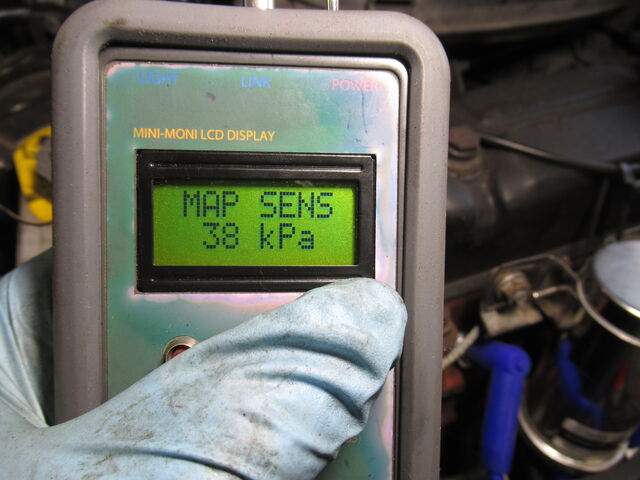 LIGHT LINK POWER
MINI-MONI LCD DISPLAY
MAP SENS
38 kPa